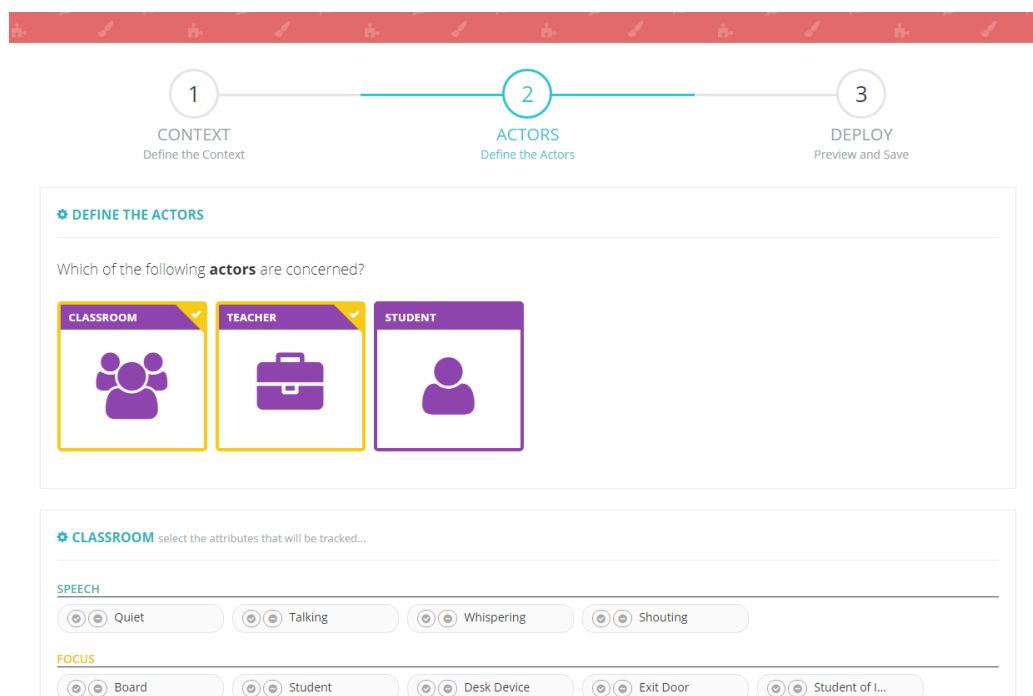 1
2
3
CONTEXT
ACTORS
DEPLOY
Define the Context
Define the Actors
Preview and Save
DEFINE THE ACTORS
Which of the following actors are concerned?
CLASSROOM
TEACHER
STUDENT
CLASSROOM select the attributes that will be tracked...
SPEECH
Quiet
Talking
Whispering
Shouting
FOCUS
Board
Student
Desk Device
Exit Door
Student of I...